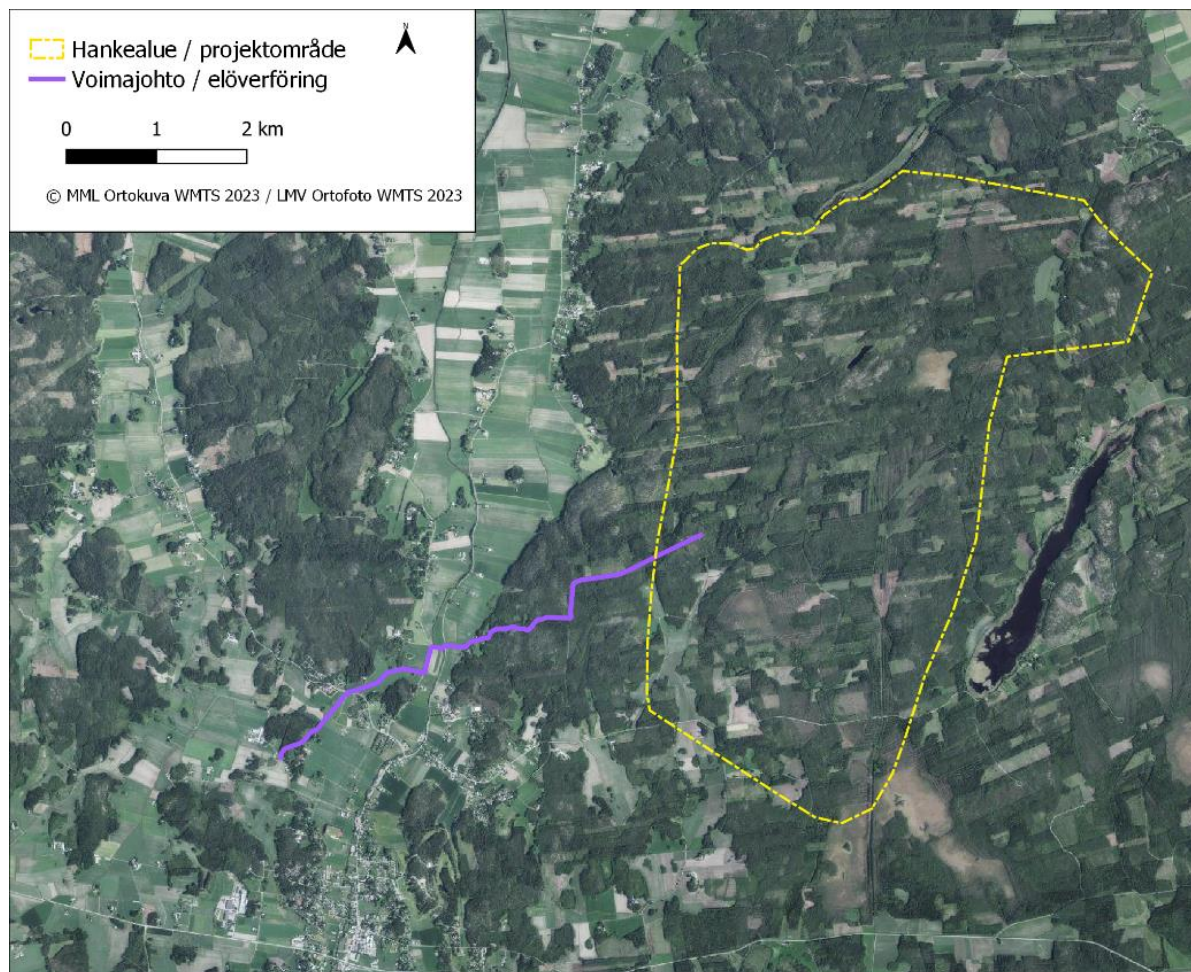 N
Hankealue / projektområde
Voimajohto / elöverföring
0 1 2 km
© MML Ortokuva WMTS 2023 / LMV Ortofoto WMTS 2023